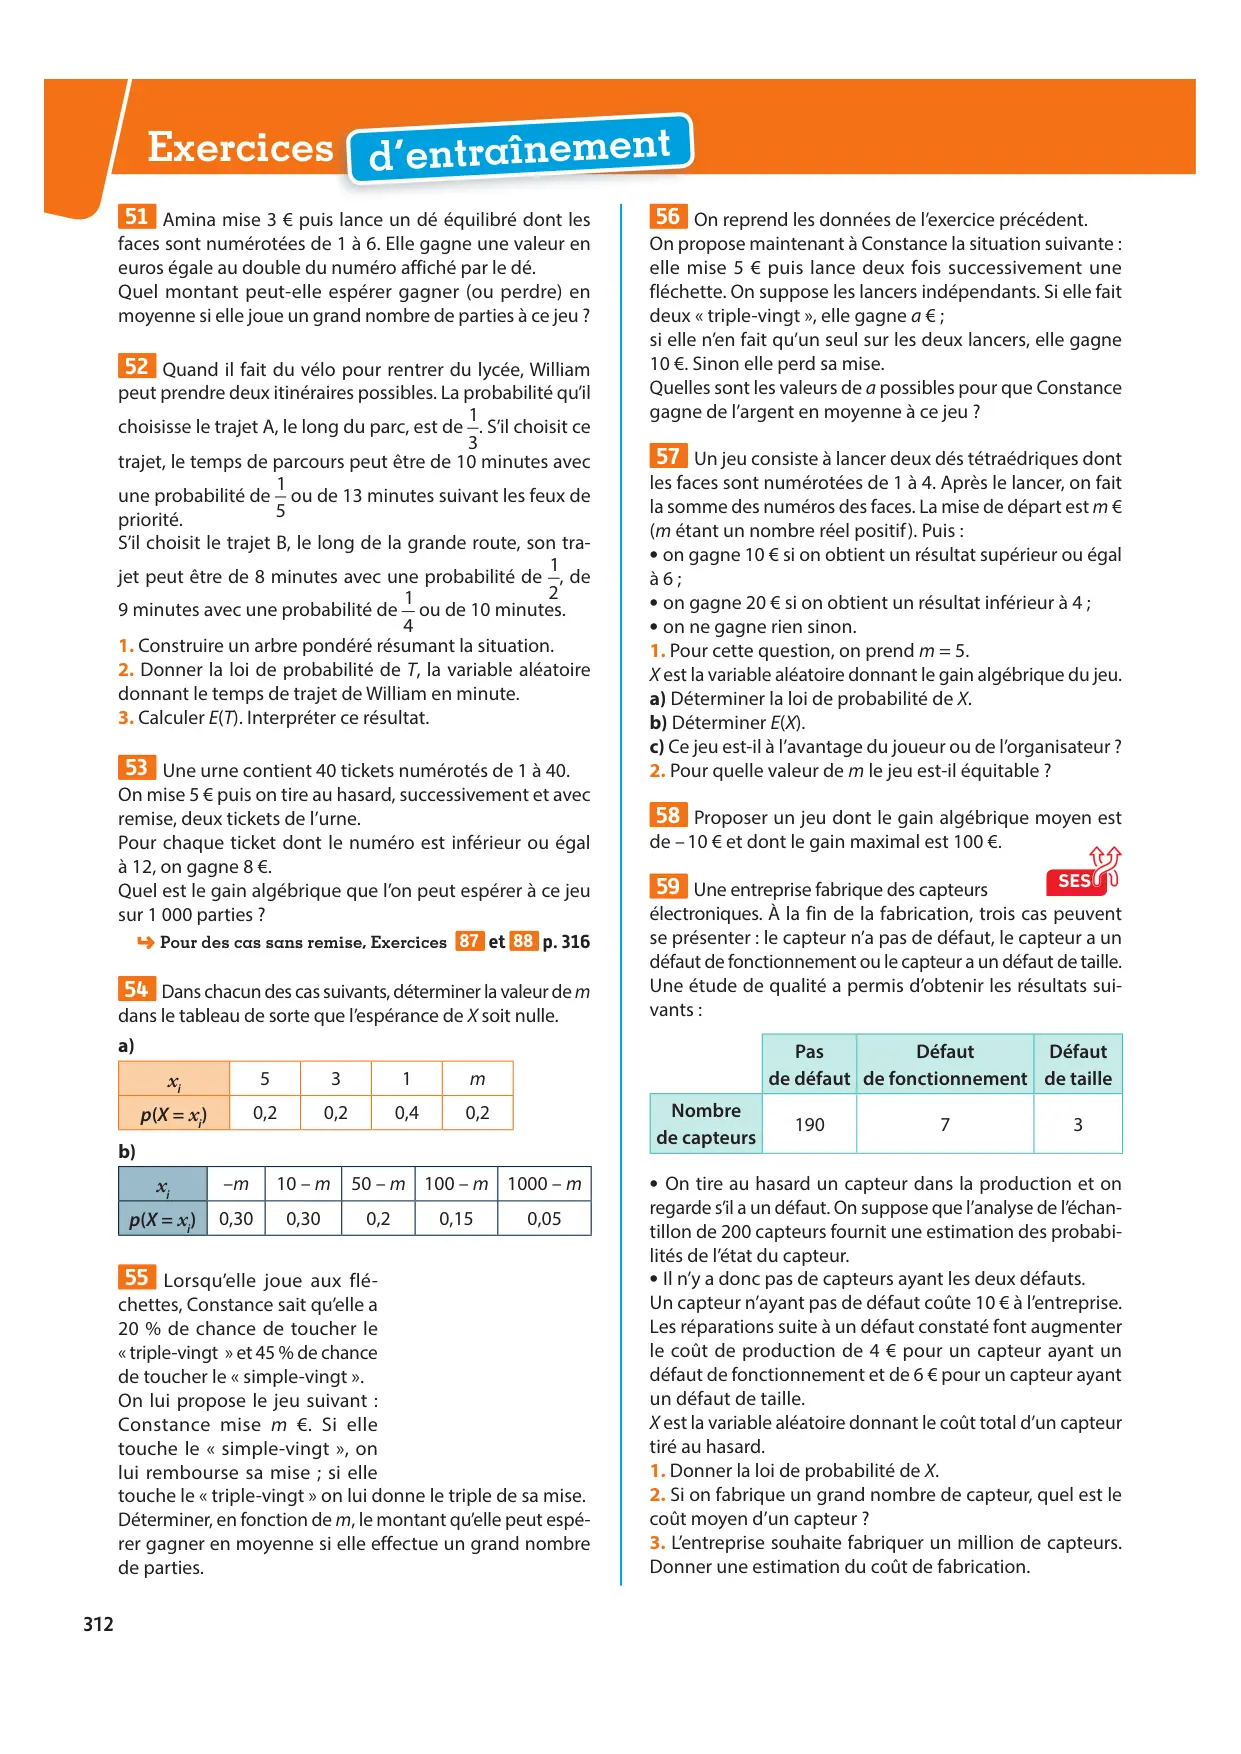 Exercices d'entraînement
51 Amina mise 3 € puis lance un dé équilibré dont les
faces sont numérotées de 1 à 6. Elle gagne une valeur en
euros égale au double du numéro affiché par le dé.
Quel montant peut-elle espérer gagner (ou perdre) en
moyenne si elle joue un grand nombre de parties à ce jeu ?
52 Quand il fait du vélo pour rentrer du lycée, William
peut prendre deux itinéraires possibles. La probabilité qu'il
choisisse le trajet A, le long du parc, est de 1/3. S'il choisit ce
trajet, le temps de parcours peut être de 10 minutes avec
une probabilité de 1/5 ou de 13 minutes suivant les feux de
priorité.
S'il choisit le trajet B, le long de la grande route, son tra-
jet peut être de 8 minutes avec une probabilité de 1/2, de
9 minutes avec une probabilité de 1/4 ou de 10 minutes.
1. Construire un arbre pondéré résumant la situation.
2. Donner la loi de probabilité de T, la variable aléatoire
donnant le temps de trajet de William en minute.
3. Calculer E(T). Interpréter ce résultat.
53 Une urne contient 40 tickets numérotés de 1 à 40.
On mise 5 € puis on tire au hasard, successivement et avec
remise, deux tickets de l'urne.
Pour chaque ticket dont le numéro est inférieur ou égal
à 12, on gagne 8 €.
Quel est le gain algébrique que l'on peut espérer à ce jeu
sur 1 000 parties ?
↪ Pour des cas sans remise, Exercices 87 et 88 p. 316
54 Dans chacun des cas suivants, déterminer la valeur de m
dans le tableau de sorte que l'espérance de X soit nulle.
a)
xi 5 3 1 m
p(X = xi) 0,2 0,2 0,4 0,2
b)
xi –m 10 – m 50 – m 100 – m 1000 – m
p(X = xi) 0,30 0,30 0,2 0,15 0,05
55 Lorsqu'elle joue aux flé-
chettes, Constance sait qu'elle a
20 % de chance de toucher le
« triple-vingt » et 45 % de chance
de toucher le « simple-vingt ».
On lui propose le jeu suivant :
Constance mise m €. Si elle
touche le « simple-vingt », on
lui rembourse sa mise ; si elle
touche le « triple-vingt » on lui donne le triple de sa mise.
Déterminer, en fonction de m, le montant qu'elle peut espé-
rer gagner en moyenne si elle effectue un grand nombre
de parties.
56 On reprend les données de l'exercice précédent.
On propose maintenant à Constance la situation suivante :
elle mise 5 € puis lance deux fois successivement une
fléchette. On suppose les lancers indépendants. Si elle fait
deux « triple-vingt », elle gagne a € ;
si elle n'en fait qu'un seul sur les deux lancers, elle gagne
10 €. Sinon elle perd sa mise.
Quelles sont les valeurs de a possibles pour que Constance
gagne de l'argent en moyenne à ce jeu ?
57 Un jeu consiste à lancer deux dés tétraédriques dont
les faces sont numérotées de 1 à 4. Après le lancer, on fait
la somme des numéros des faces. La mise de départ est m €
(m étant un nombre réel positif). Puis :
• on gagne 10 € si on obtient un résultat supérieur ou égal
à 6 ;
• on gagne 20 € si on obtient un résultat inférieur à 4 ;
• on ne gagne rien sinon.
1. Pour cette question, on prend m = 5.
X est la variable aléatoire donnant le gain algébrique du jeu.
a) Déterminer la loi de probabilité de X.
b) Déterminer E(X).
c) Ce jeu est-il à l'avantage du joueur ou de l'organisateur ?
2. Pour quelle valeur de m le jeu est-il équitable ?
58 Proposer un jeu dont le gain algébrique moyen est
de – 10 € et dont le gain maximal est 100 €.
SES
59 Une entreprise fabrique des capteurs
électroniques. À la fin de la fabrication, trois cas peuvent
se présenter : le capteur n'a pas de défaut, le capteur a un
défaut de fonctionnement ou le capteur a un défaut de taille.
Une étude de qualité a permis d'obtenir les résultats sui-
vants :
Pas Défaut Défaut
de défaut de fonctionnement de taille
Nombre
de capteurs 190 7 3
• On tire au hasard un capteur dans la production et on
regarde s'il a un défaut. On suppose que l'analyse de l'échan-
tillon de 200 capteurs fournit une estimation des probabi-
lités de l'état du capteur.
• Il n'y a donc pas de capteurs ayant les deux défauts.
Un capteur n'ayant pas de défaut coûte 10 € à l'entreprise.
Les réparations suite à un défaut constaté font augmenter
le coût de production de 4 € pour un capteur ayant un
défaut de fonctionnement et de 6 € pour un capteur ayant
un défaut de taille.
X est la variable aléatoire donnant le coût total d'un capteur
tiré au hasard.
1. Donner la loi de probabilité de X.
2. Si on fabrique un grand nombre de capteur, quel est le
coût moyen d'un capteur ?
3. L'entreprise souhaite fabriquer un million de capteurs.
Donner une estimation du coût de fabrication.
312